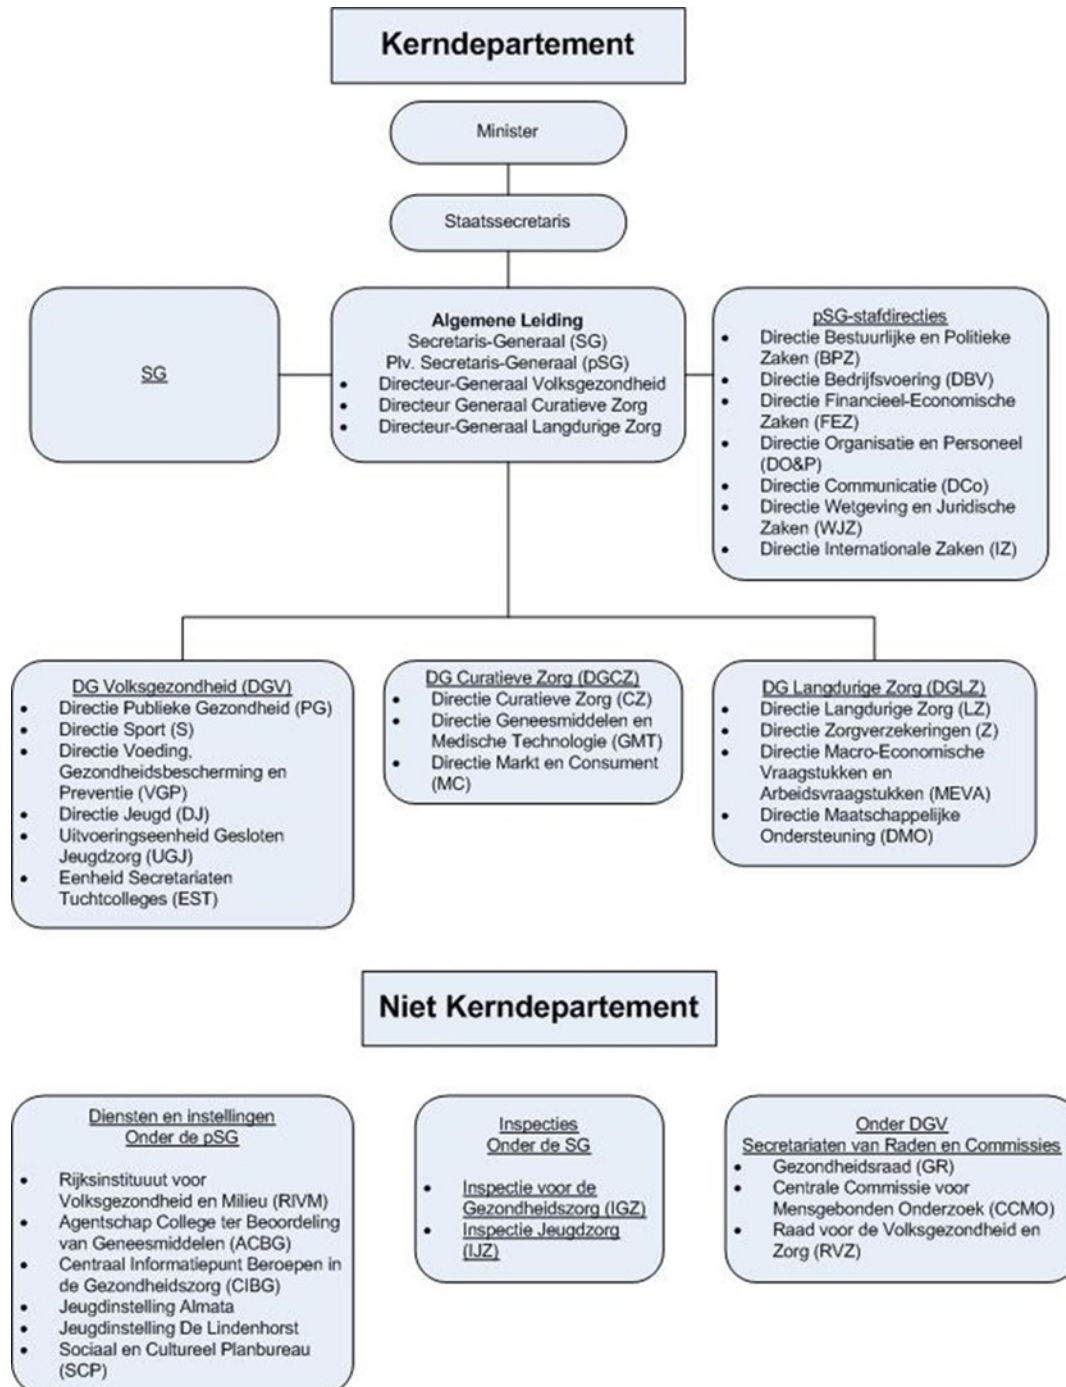 Kerndepartement
Minister
Staatssecretaris
SG
Algemene Leiding
Secretaris-Generaal (SG)
Plv. Secretaris-Generaal (pSG)
• Directeur-Generaal Volksgezondheid
• Directeur Generaal Curatieve Zorg
• Directeur-Generaal Langdurige Zorg
pSG-stafdirecties
• Directie Bestuurlijke en Politieke
Zaken (BPZ)
• Directie Bedrijfsvoering (DBV)
• Directie Financieel-Economische
Zaken (FEZ)
• Directie Organisatie en Personeel
(DO&P)
• Directie Communicatie (DCo)
• Directie Wetgeving en Juridische
Zaken (WJZ)
• Directie Internationale Zaken (IZ)
DG Volksgezondheid (DGV)
• Directie Publieke Gezondheid (PG)
• Directie Sport (S)
• Directie Voeding,
Gezondheidsbescherming en
Preventie (VGP)
• Directie Jeugd (DJ)
• Uitvoeringseenheid Gesloten
Jeugdzorg (UGJ)
• Eenheid Secretariaten
Tuchtcolleges (EST)
DG Curatieve Zorg (DGCZ)
• Directie Curatieve Zorg (CZ)
• Directie Geneesmiddelen en
Medische Technologie (GMT)
• Directie Markt en Consument
(MC)
DG Langdurige Zorg (DGLZ)
• Directie Langdurige Zorg (LZ)
• Directie Zorgverzekeringen (Z)
• Directie Macro-Economische
Vraagstukken en
Arbeidsvraagstukken (MEVA)
• Directie Maatschappelijke
Ondersteuning (DMO)
Niet Kerndepartement
Diensten en instellingen
Onder de pSG
• Rijksinstituuut voor
Volksgezondheid en Milieu (RIVM)
• Agentschap College ter Beoordeling
van Geneesmiddelen (ACBG)
• Centraal Informatiepunt Beroepen in
de Gezondheidszorg (CIBG)
• Jeugdinstelling Almata
• Jeugdinstelling De Lindenhorst
• Sociaal en Cultureel Planbureau
(SCP)
Inspecties
Onder de SG
• Inspectie voor de
Gezondheidszorg (IGZ)
• Inspectie Jeugdzorg
(IJZ)
Onder DGV
Secretariaten van Raden en Commissies
• Gezondheidsraad (GR)
• Centrale Commissie voor
Mensgebonden Onderzoek (CCMO)
• Raad voor de Volksgezondheid en
Zorg (RVZ)